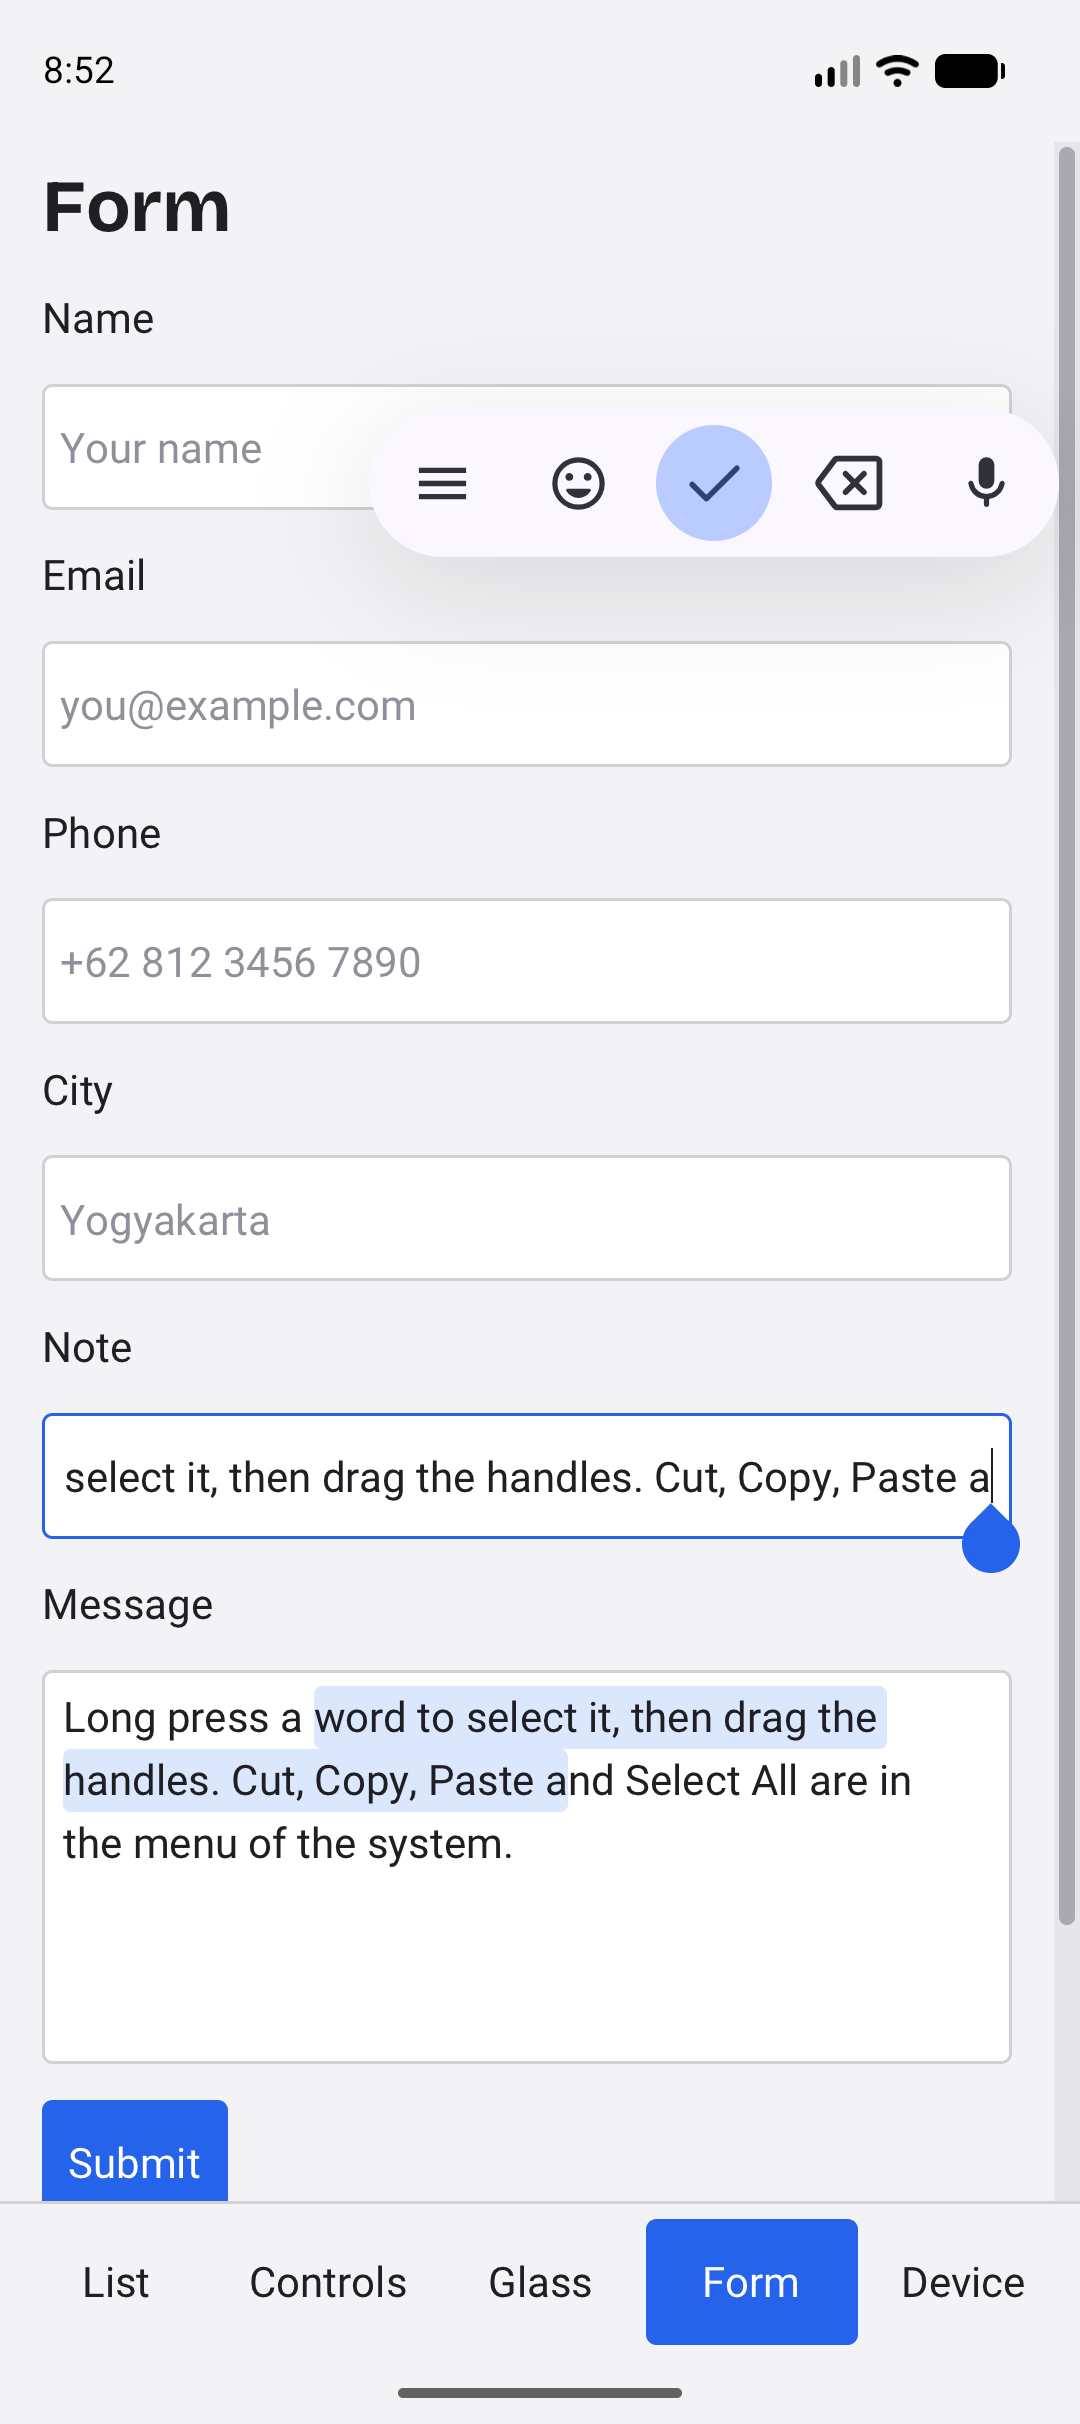 8:52
Form
Name
Your name
Email
you@example.com
Phone
+62 812 3456 7890
City
Yogyakarta
Note
select it, then drag the handles. Cut, Copy, Paste a
Message
Long press a word to select it, then drag the
handles. Cut, Copy, Paste and Select All are in
the menu of the system.
Submit
List Controls Glass Form Device